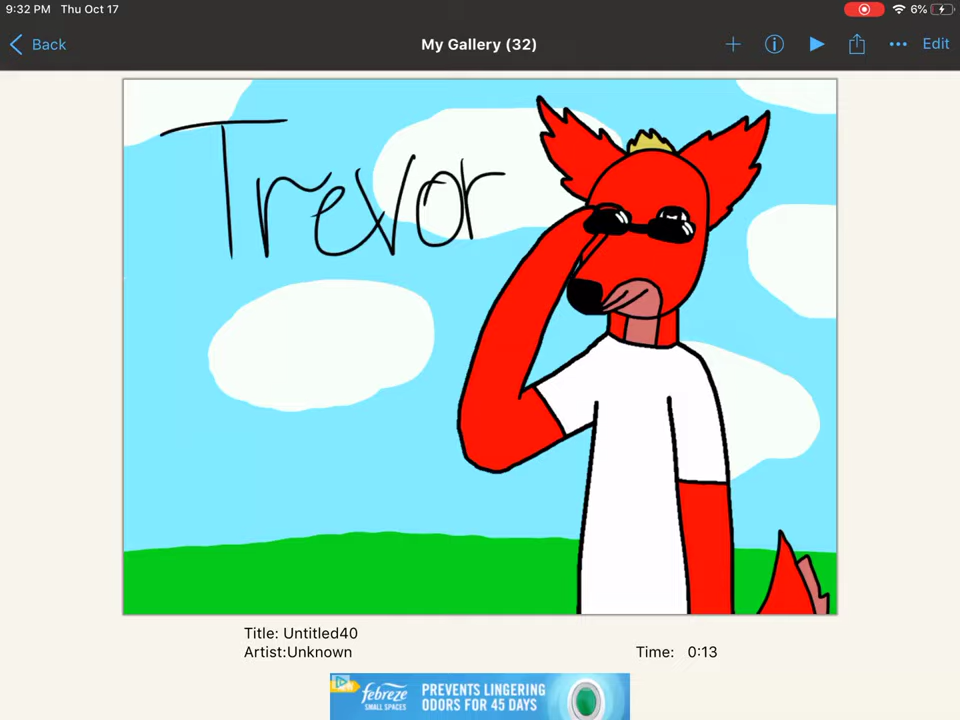 9:32 PM Thu Oct 17 6%
Back My Gallery (32) Edit
Trevor
Title: Untitled40
Artist:Unknown Time: 0:13
febreze PREVENTS LINGERING
SMALL SPACES ODORS FOR 45 DAYS